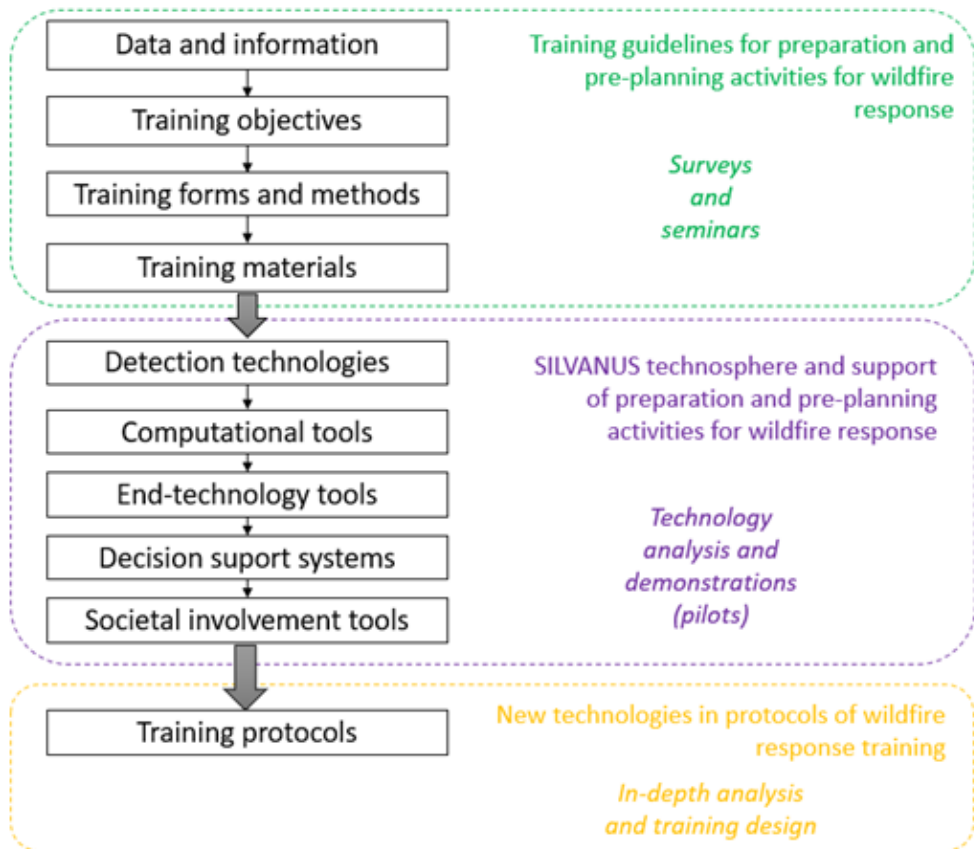 Data and information
Training objectives
Training forms and methods
Training materials
Training guidelines for preparation and
pre-planning activities for wildfire
response
Surveys
and
seminars
Detection technologies
Computational tools
End-technology tools
Decision suport systems
Societal involvement tools
SILVANUS technosphere and support
of preparation and pre-planning
activities for wildfire response
Technology
analysis and
demonstrations
(pilots)
Training protocols
New technologies in protocols of wildfire
response training
In-depth analysis
and training design